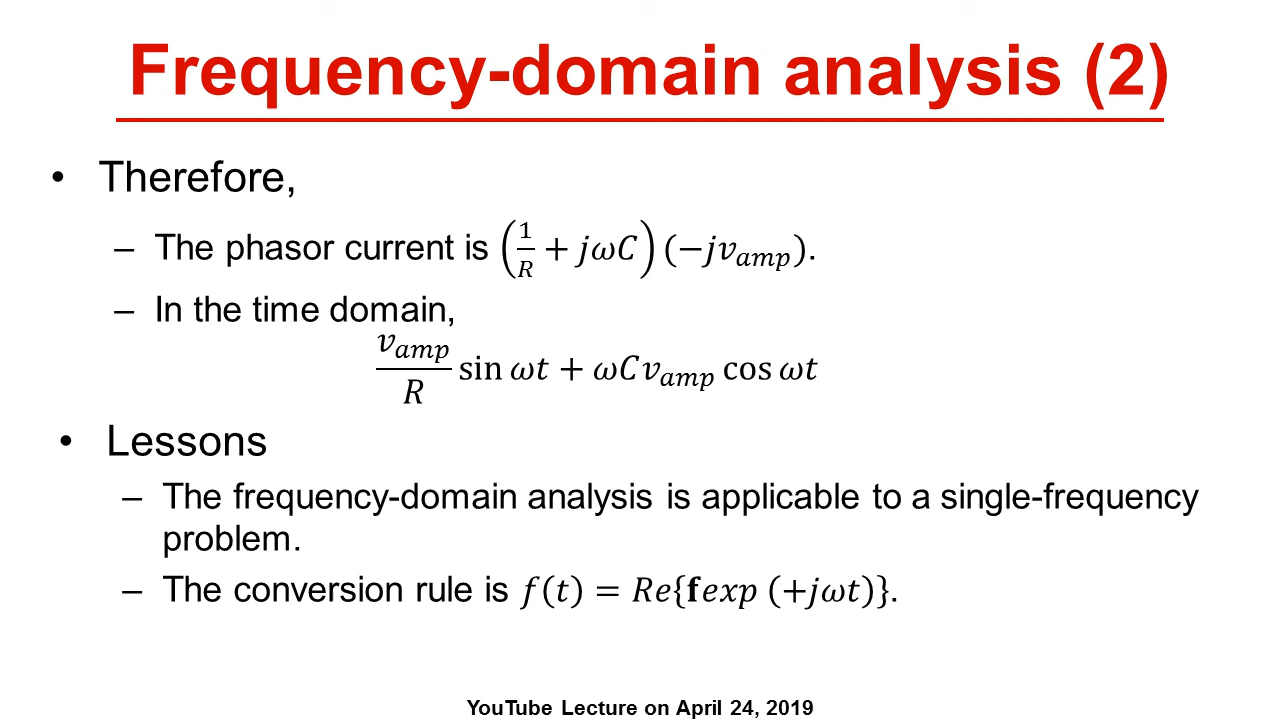 Frequency-domain analysis (2)
• Therefore,
– The phasor current is (1/R + jωC)(−jv_amp).
– In the time domain,
v_amp/R sin ωt + ωCv_amp cos ωt
• Lessons
– The frequency-domain analysis is applicable to a single-frequency
problem.
– The conversion rule is f(t) = Re{𝐟exp (+jωt)}.
YouTube Lecture on April 24, 2019